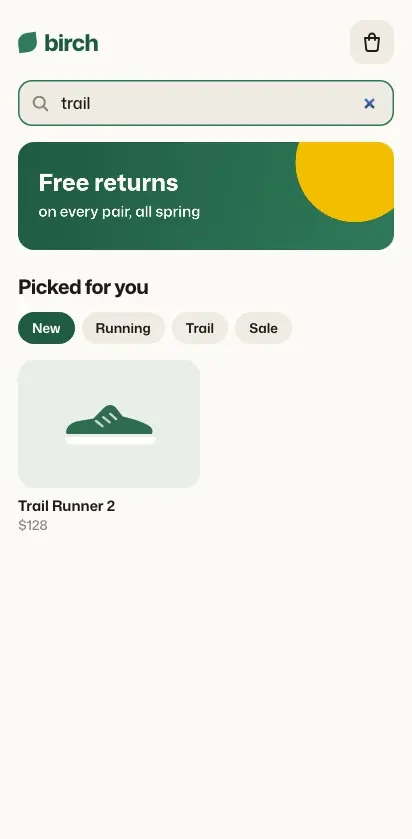 birch
trail
Free returns
on every pair, all spring
Picked for you
New
Running
Trail
Sale
Trail Runner 2
$128